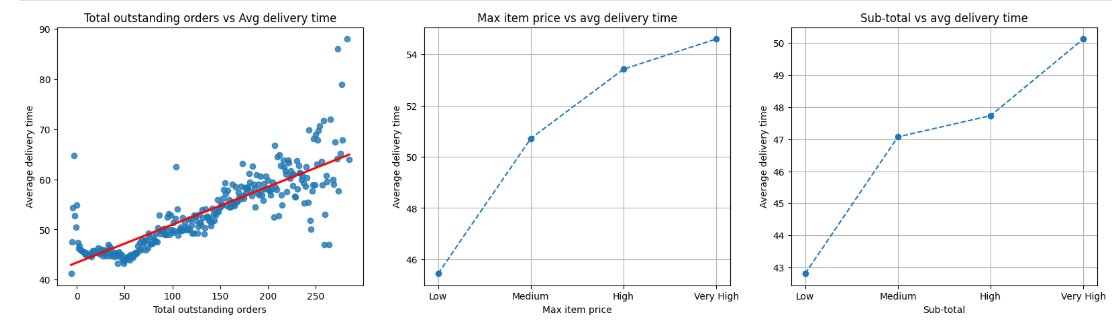 Total outstanding orders vs Avg delivery time
Average delivery time
90
80
70
60
50
40
0 50 100 150 200 250
Total outstanding orders
Max item price vs avg delivery time
Average delivery time
54
52
50
48
46
Low Medium High Very High
Max item price
Sub-total vs avg delivery time
Average delivery time
50
49
48
47
46
45
44
43
Low Medium High Very High
Sub-total